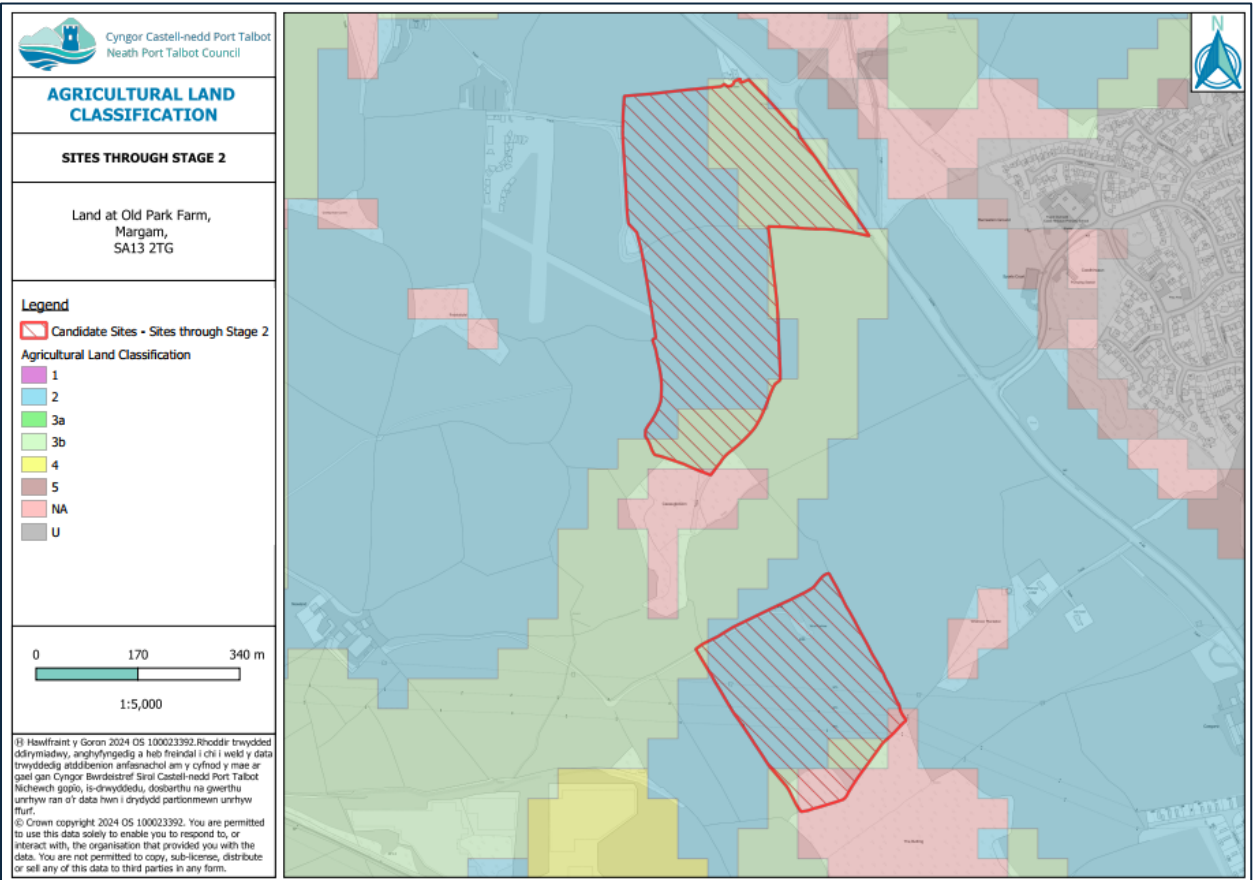 Cyngor Castell-nedd Port Talbot
Neath Port Talbot Council
AGRICULTURAL LAND
CLASSIFICATION
SITES THROUGH STAGE 2
Land at Old Park Farm,
Margam,
SA13 2TG
Legend
Candidate Sites - Sites through Stage 2
Agricultural Land Classification
1
2
3a
3b
4
5
NA
U
0 170 340 m
1:5,000
Hawlfraint y Goron 2024 OS 100023392.Rhoddir trwydded
ddirymiadwy, anghyfyngedig a heb freindal i chi i weld y data
trwyddedig atddibenion anfasnachol am y cyfnod y mae ar
gael gan Cyngor Bwrdeistref Sirol Castell-nedd Port Talbot
Nichewch gopïo, is-drwyddedu, dosbarthu na gwerthu
unrhyw ran o'r data hwn i drydydd partïonmewn unrhyw
ffurf.
© Crown copyright 2024 OS 100023392. You are permitted
to use this data solely to enable you to respond to, or
interact with, the organisation that provided you with the
data. You are not permitted to copy, sub-license, distribute
or sell any of this data to third parties in any form.
N